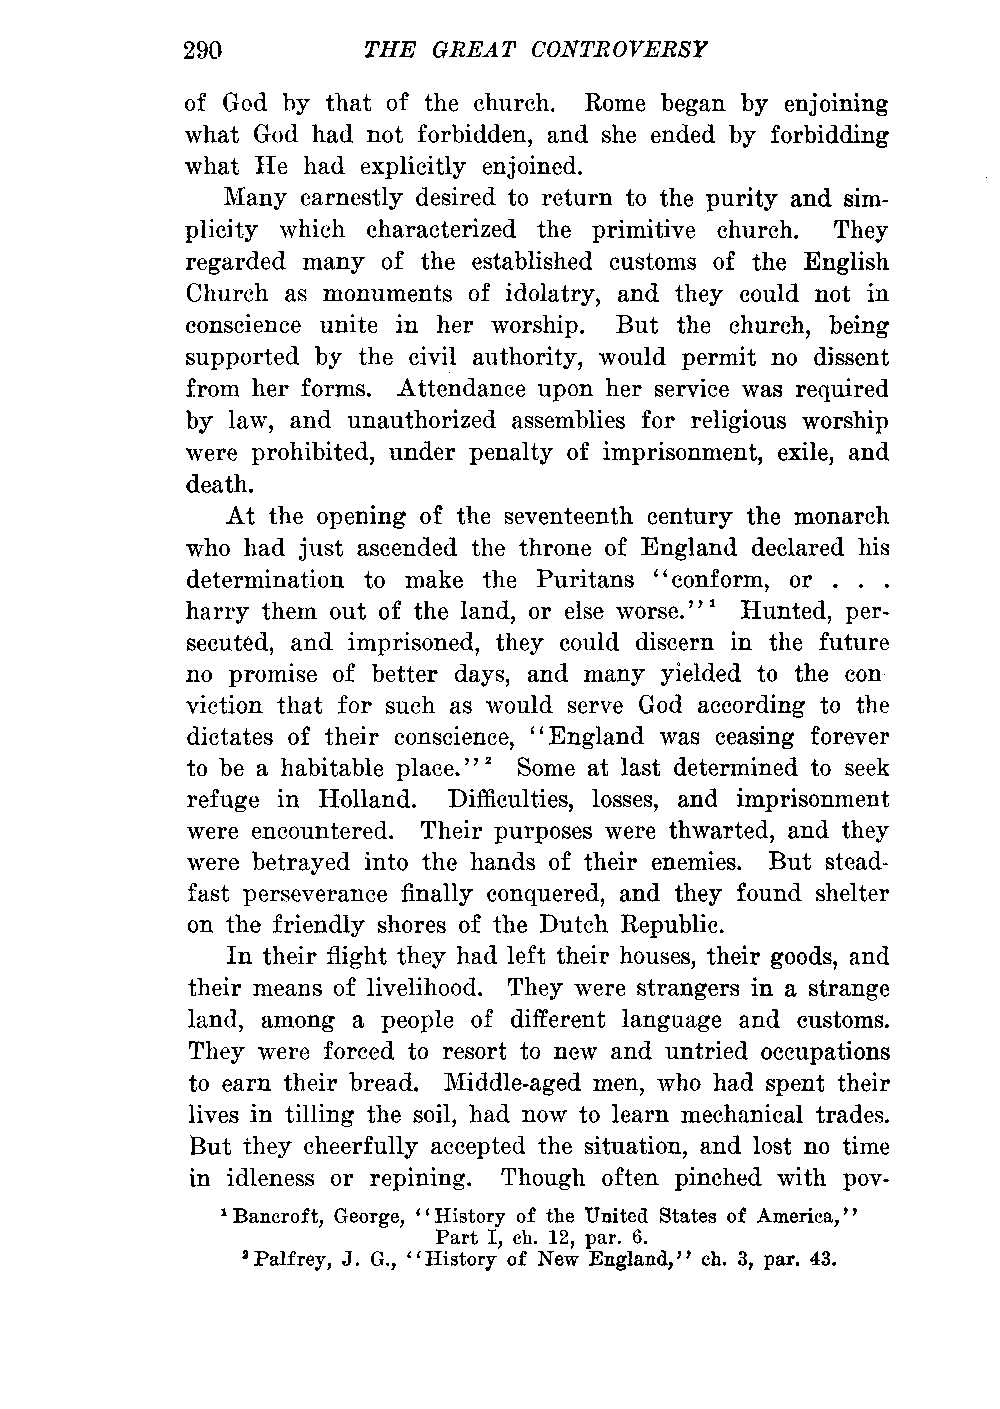 290 THE GREAT CONTROVERSY
of God by that of the church. Rome began by enjoining
what God had not forbidden, and she ended by forbidding
what He had explicitly enjoined.
Many earnestly desired to return to the purity and sim-
plicity which characterized the primitive church. They
regarded many of the established customs of the English
Church as monuments of idolatry, and they could not in
conscience unite in her worship. But the church, being
supported by the civil authority, would permit no dissent
from her forms. Attendance upon her service was required
by law, and unauthorized assemblies for religious worship
were prohibited, under penalty of imprisonment, exile, and
death.
At the opening of the seventeenth century the monarch
who had just ascended the throne of England declared his
determination to make the Puritans "conform, or . . .
harry them out of the land, or else worse."¹ Hunted, per-
secuted, and imprisoned, they could discern in the future
no promise of better days, and many yielded to the con
viction that for such as would serve God according to the
dictates of their conscience, "England was ceasing forever
to be a habitable place."² Some at last determined to seek
refuge in Holland. Difficulties, losses, and imprisonment
were encountered. Their purposes were thwarted, and they
were betrayed into the hands of their enemies. But stead-
fast perseverance finally conquered, and they found shelter
on the friendly shores of the Dutch Republic.
In their flight they had left their houses, their goods, and
their means of livelihood. They were strangers in a strange
land, among a people of different language and customs.
They were forced to resort to new and untried occupations
to earn their bread. Middle-aged men, who had spent their
lives in tilling the soil, had now to learn mechanical trades.
But they cheerfully accepted the situation, and lost no time
in idleness or repining. Though often pinched with pov-
¹Bancroft, George, "History of the United States of America,"
Part I, ch. 12, par. 6.
²Palfrey, J. G., "History of New England," ch. 3, par. 43.